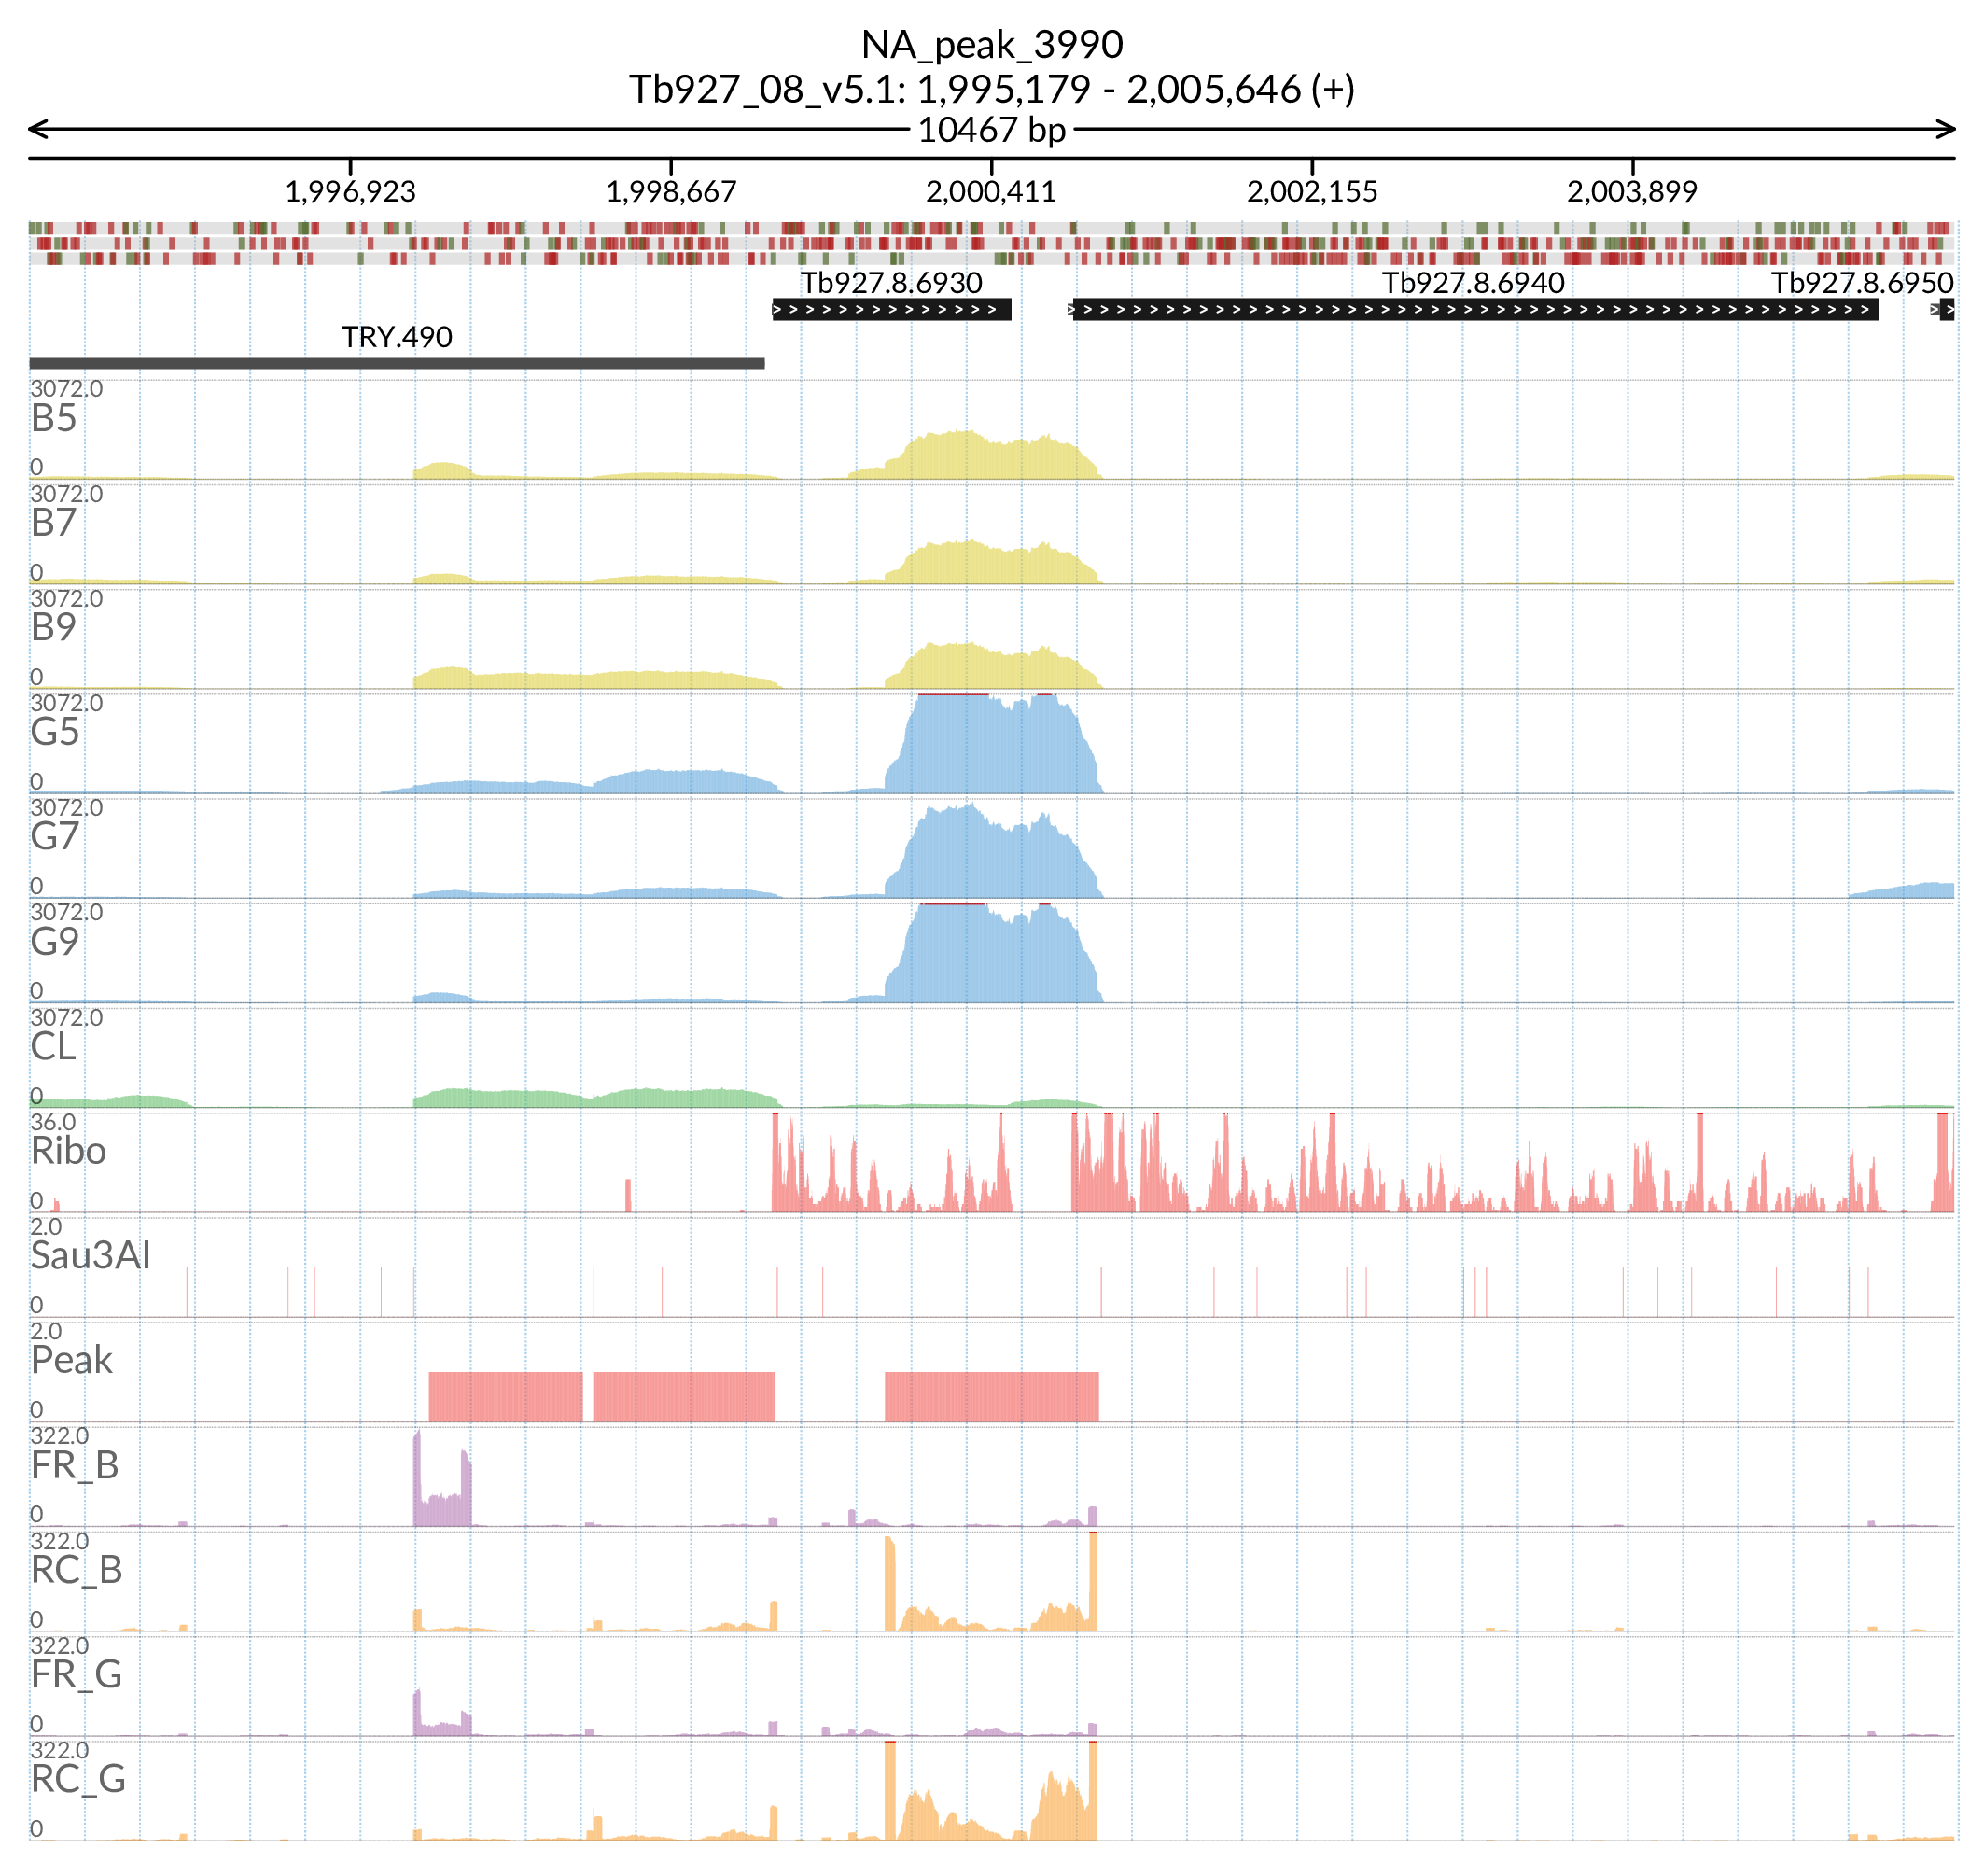 NA_peak_3990
Tb927_08_v5.1: 1,995,179 - 2,005,646 (+)
10467 bp
1,996,923 1,998,667 2,000,411 2,002,155 2,003,899
Tb927.8.6930 Tb927.8.6940 Tb927.8.6950
TRY.490
3072.0
B5
0
3072.0
B7
0
3072.0
B9
0
3072.0
G5
0
3072.0
G7
0
3072.0
G9
0
3072.0
CL
0
36.0
Ribo
0
2.0
Sau3AI
0
2.0
Peak
0
322.0
FR_B
0
322.0
RC_B
0
322.0
FR_G
0
322.0
RC_G
0